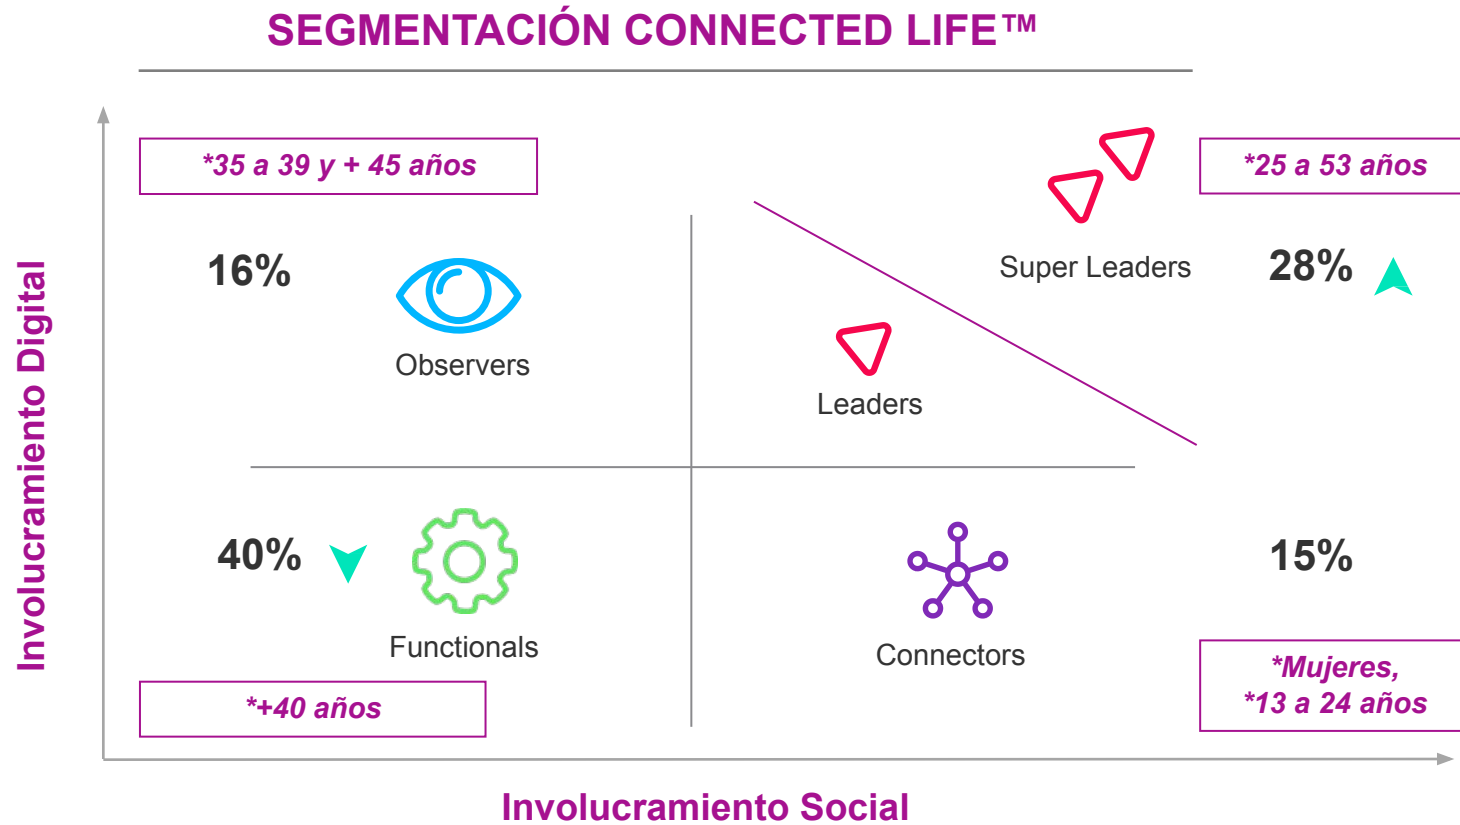 SEGMENTACIÓN CONNECTED LIFE™
*35 a 39 y + 45 años
*25 a 53 años
16%
Observers
Super Leaders
28%
Leaders
Involucramiento Digital
40%
Functionals
Connectors
15%
*+40 años
*Mujeres,
*13 a 24 años
Involucramiento Social